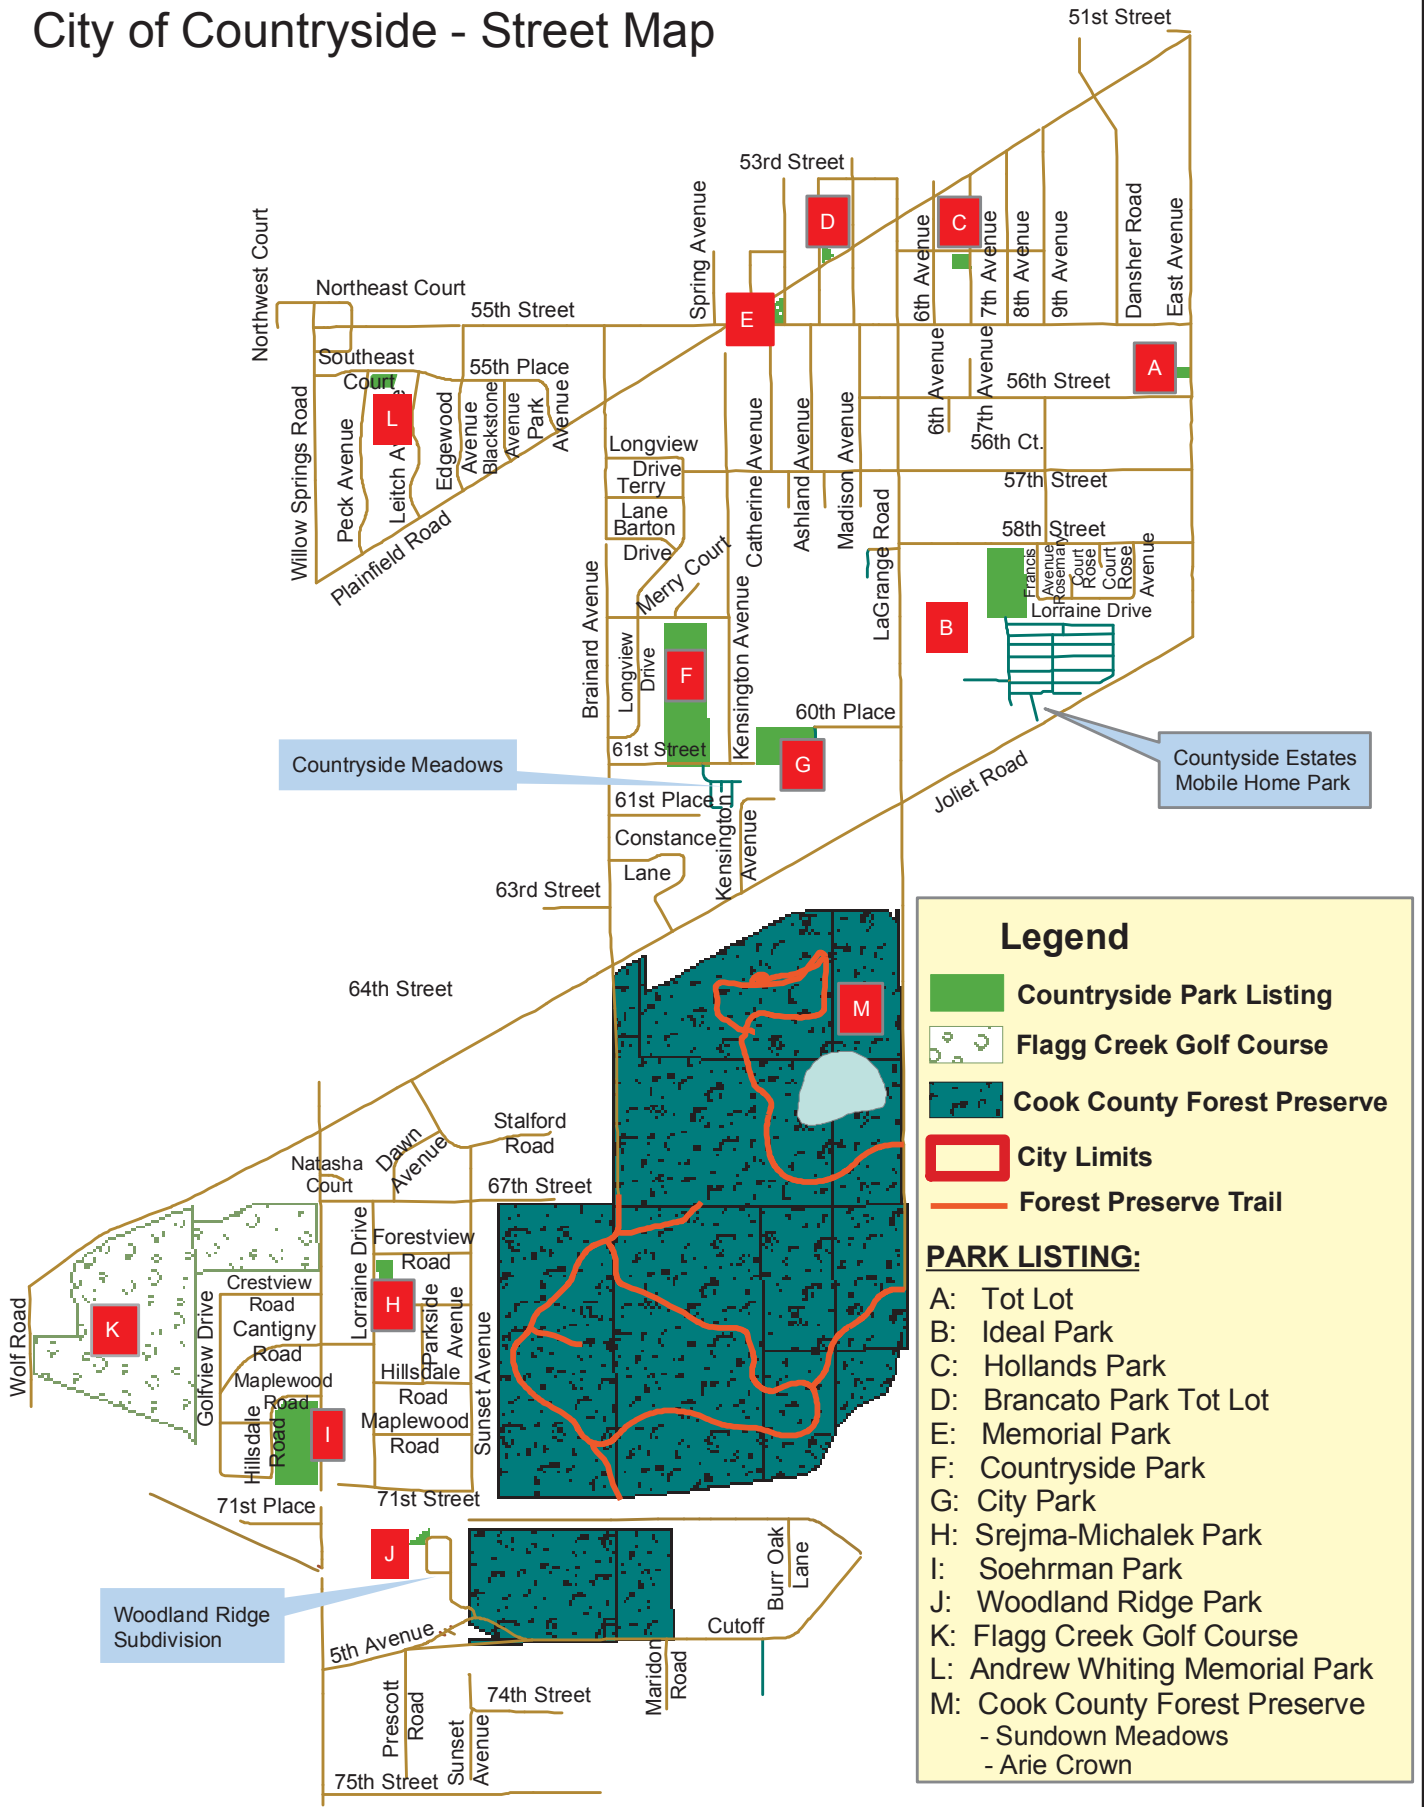 City of Countryside - Street Map
51st Street
53rd Street
Spring Avenue
D
C
6th Avenue
7th Avenue
8th Avenue
9th Avenue
Dansher Road
East Avenue
Northwest Court
Northeast Court
55th Street
E
Southeast
Court
55th Place
L
Willow Springs Road
Peck Avenue
Leitch
Edgewood
Avenue
Blackstone
Avenue
Park
Avenue
Plainfield Road
6th Avenue
7th Avenue
56th Street
A
56th Ct.
57th Street
58th Street
Longview
Drive
Terry
Lane
Barton
Drive
Merry Court
Catherine Avenue
Ashland Avenue
Madison Avenue
LaGrange Road
Francis
Avenue
Rosemary
Court
Rose
Court
Rose
Avenue
Lorraine Drive
B
Brainard Avenue
Longview
Drive
F
Kensington Avenue
60th Place
61st Street
G
Countryside Meadows
Countyside Estates
Mobile Home Park
61st Place
Joliet Road
Constance
Lane
Kensington
Avenue
63rd Street
64th Street
M
Stalford
Road
Dawn
Avenue
Natasha
Court
67th Street
Lorraine Drive
Forestview
Road
Crestview
Road
H
Parkside
Avenue
Cantigny
Road
K
Wolf Road
Golfview Drive
Sunset Avenue
Hillsdale
Road
Maplewood
Road
Maplewood
Road
Hillsdale
Road
I
71st Street
71st Place
J
Burr Oak
Lane
Woodland Ridge
Subdivision
5th Avenue
Cutoff
Maridon
Road
Prescott
Road
74th Street
Sunset
Avenue
75th Street
Legend
Countryside Park Listing
Flagg Creek Golf Course
Cook County Forest Preserve
City Limits
Forest Preserve Trail
PARK LISTING:
A: Tot Lot
B: Ideal Park
C: Hollands Park
D: Brancato Park Tot Lot
E: Memorial Park
F: Countryside Park
G: City Park
H: Srejma-Michalek Park
I: Soehrman Park
J: Woodland Ridge Park
K: Flagg Creek Golf Course
L: Andrew Whiting Memorial Park
M: Cook County Forest Preserve
- Sundown Meadows
- Arie Crown